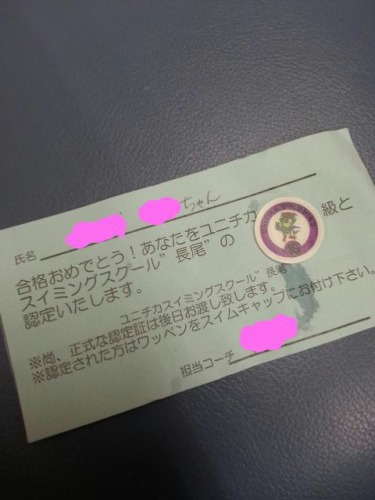 氏名 ちゃん
合格おめでとう!あなたをユニチカ
スイミングスクール"長尾"の 級と
認定いたします。
ユニチカスイミングスクール"長尾"
※尚、正式な認定証は後日お渡し致します。
※認定された方はワッペンをスイムキャップにお付け下さい。
担当コーチ